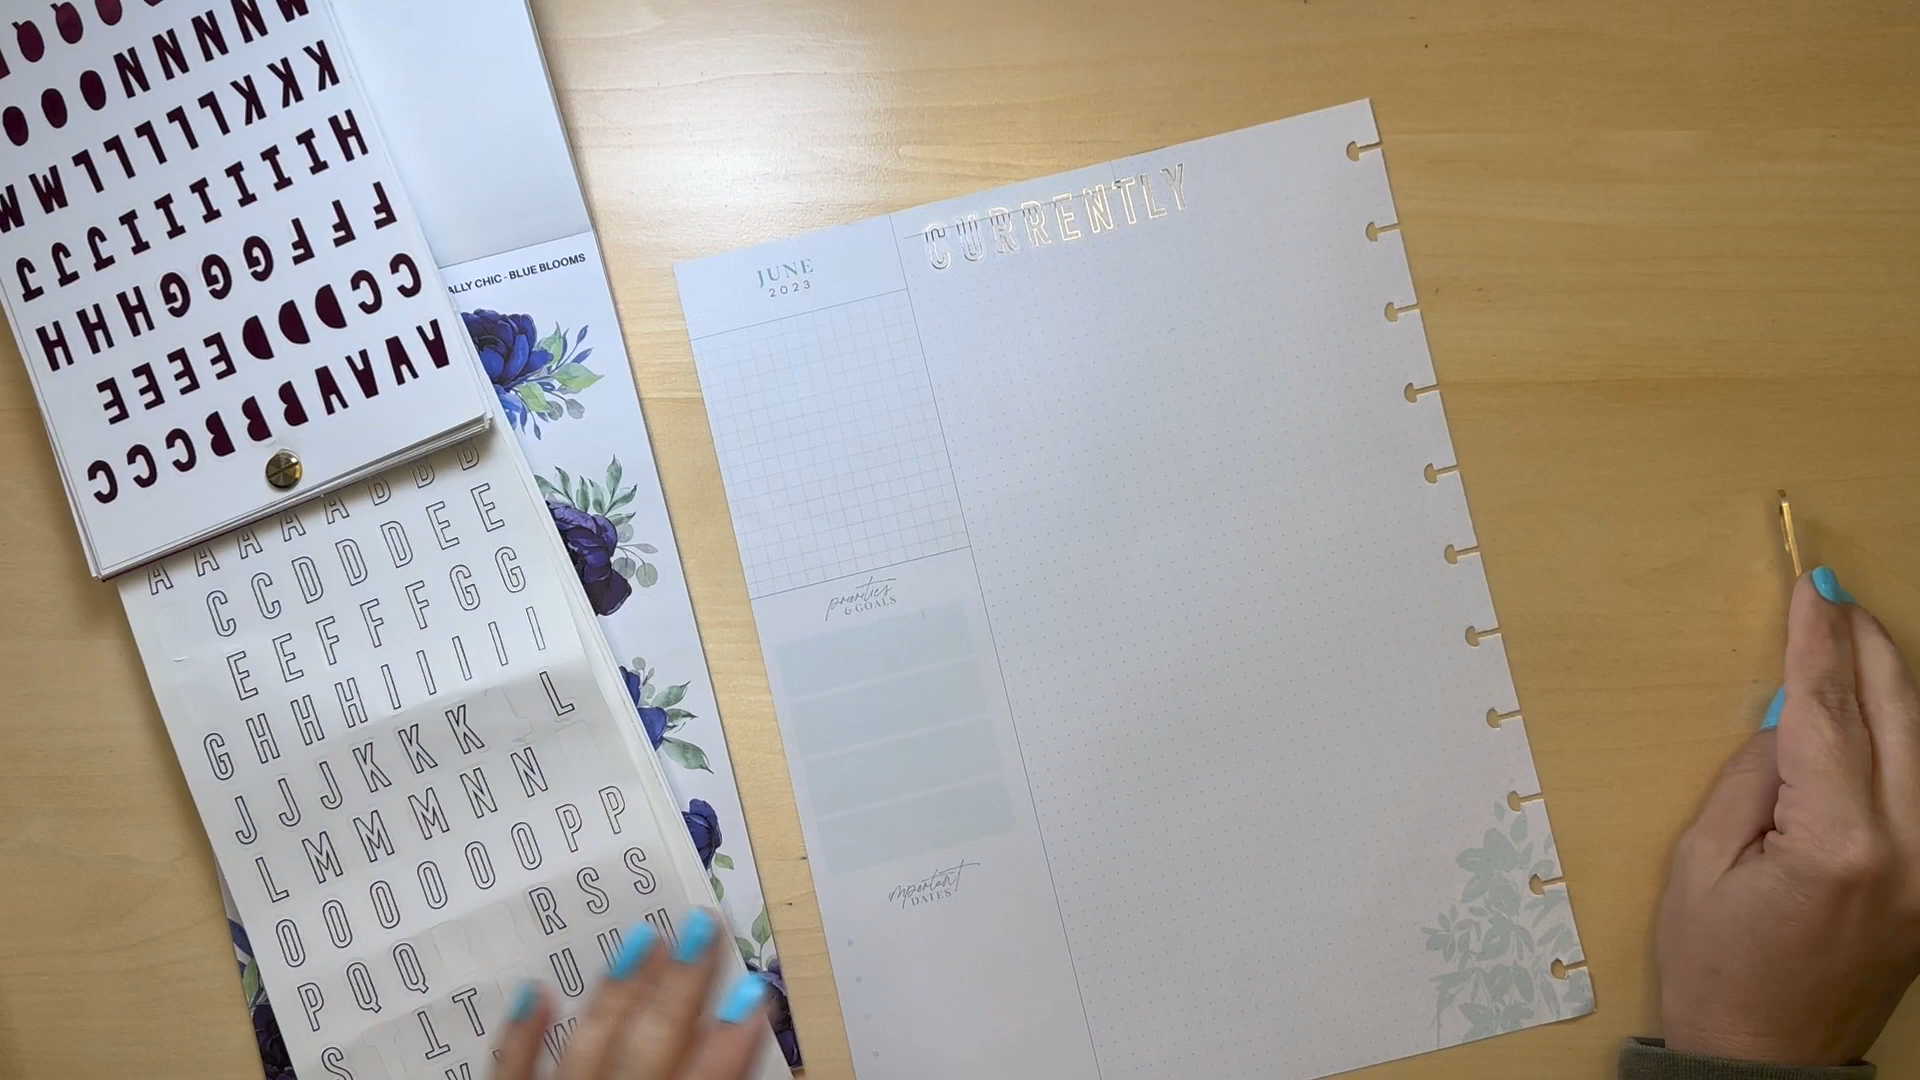 ALLY CHIC - BLUE BLOOMS
CURRENTLY
JUNE
2023
priorities
& GOALS
important
DATES
N N N N N
O O O N N N N
M M L L L L K K K
J J J I I I I I H
H H H G G G F F F
E E E E D D D C C
C C C B B B A A A A
A A A A A B B B
C C D D D E E
E E F F F G G
G H H H I I I I
J J J K K K L
L M M M N N
O O O O O O P P
P Q Q R S S
S T T U U U